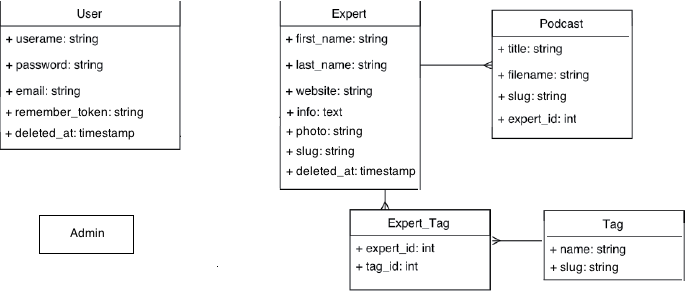 User
+ userame: string
+ password: string
+ email: string
+ remember_token: string
+ deleted_at: timestamp
Expert
+ first_name: string
+ last_name: string
+ website: string
+ info: text
+ photo: string
+ slug: string
+ deleted_at: timestamp
Podcast
+ title: string
+ filename: string
+ slug: string
+ expert_id: int
Admin
Expert_Tag
+ expert_id: int
+ tag_id: int
Tag
+ name: string
+ slug: string